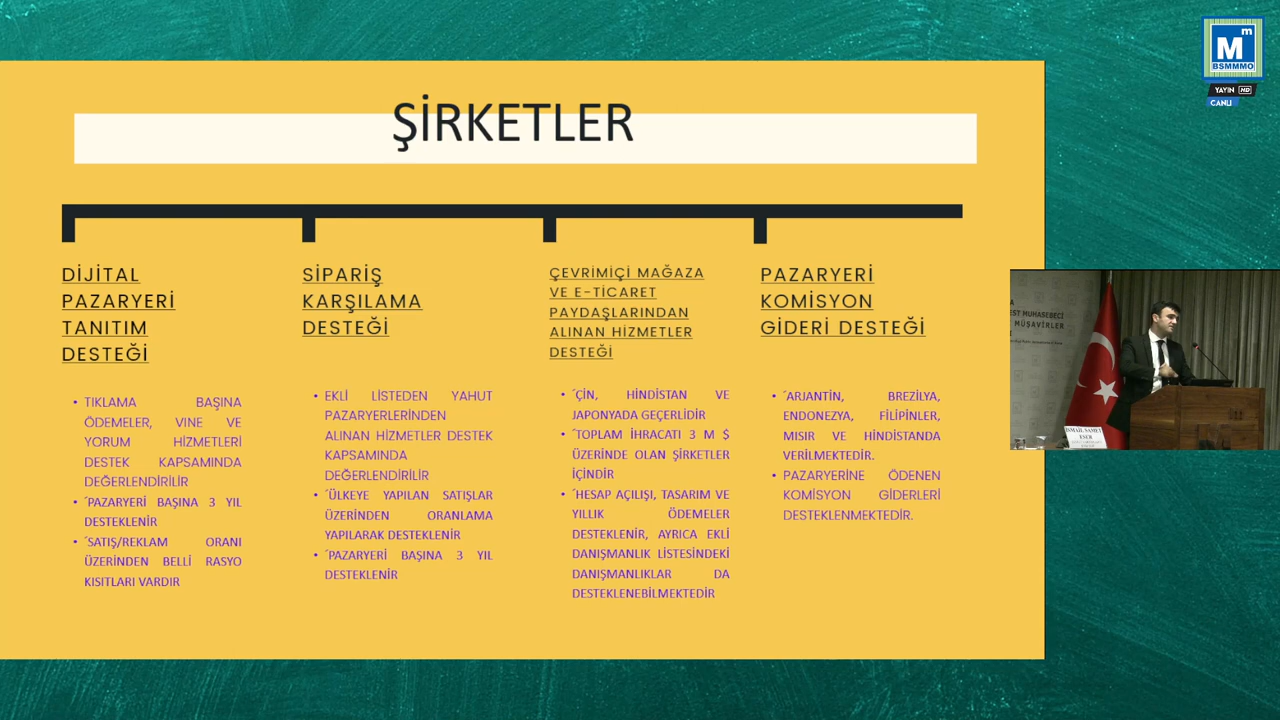 ŞİRKETLER
DİJİTAL
PAZARYERİ
TANITIM
DESTEĞİ
• TIKLAMA BAŞINA
ÖDEMELER, VINE VE
YORUM HİZMETLERİ
DESTEK KAPSAMINDA
DEĞERLENDİRİLİR
• ´PAZARYERİ BAŞINA 3 YIL
DESTEKLENİR
• ´SATIŞ/REKLAM ORANI
ÜZERİNDEN BELLİ RASYO
KISITLARI VARDIR
SİPARİŞ
KARŞILAMA
DESTEĞİ
• EKLİ LİSTEDEN YAHUT
PAZARYERLERİNDEN
ALINAN HİZMETLER DESTEK
KAPSAMINDA
DEĞERLENDİRİLİR
• ´ÜLKEYE YAPILAN SATIŞLAR
ÜZERİNDEN ORANLAMA
YAPILARAK DESTEKLENİR
• ´PAZARYERİ BAŞINA 3 YIL
DESTEKLENİR
ÇEVRİMİÇİ MAĞAZA
VE E-TİCARET
PAYDAŞLARINDAN
ALINAN HİZMETLER
DESTEĞİ
• ´ÇİN, HİNDİSTAN VE
JAPONYADA GEÇERLİDİR
• ´TOPLAM İHRACATI 3 M $
ÜZERİNDE OLAN ŞİRKETLER
İÇİNDİR
• ´HESAP AÇILIŞI, TASARIM VE
YILLIK ÖDEMELER
DESTEKLENİR, AYRICA EKLİ
DANIŞMANLIK LİSTESİNDEKİ
DANIŞMANLIKLAR DA
DESTEKLENEBİLMEKTEDİR
PAZARYERİ
KOMİSYON
GİDERİ DESTEĞİ
• ´ARJANTİN, BREZİLYA,
ENDONEZYA, FİLİPİNLER,
MISIR VE HİNDİSTANDA
VERİLMEKTEDİR.
• PAZARYERİNE ÖDENEN
KOMİSYON GİDERLERİ
DESTEKLENMEKTEDİR.
Mm
BSMMMO
YAYIN HD
CANLI
EST MUHASEBECİ
MÜŞAVİRLER
İSMAİL SAMET